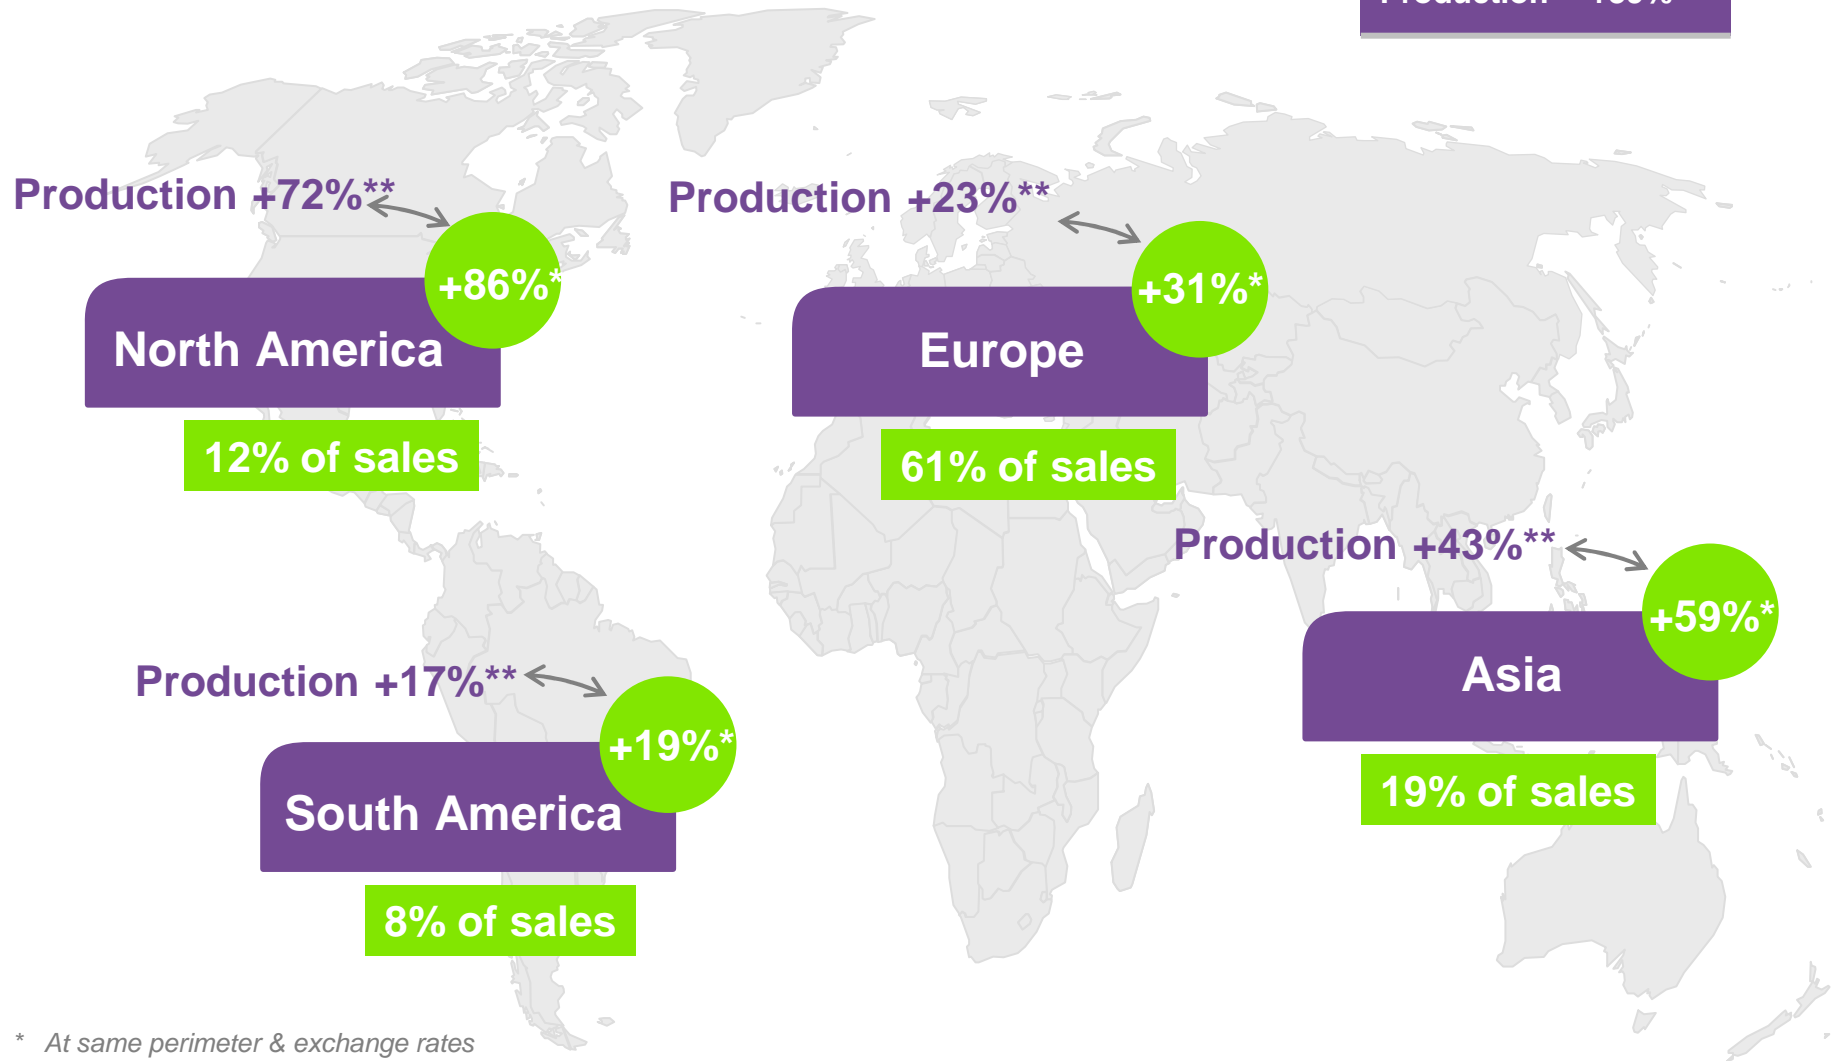 Production +72%**
Production +23%**
+86%*
+31%*
North America
Europe
12% of sales
61% of sales
Production +43%**
+59%*
Production +17%**
Asia
+19%*
19% of sales
South America
8% of sales
* At same perimeter & exchange rates